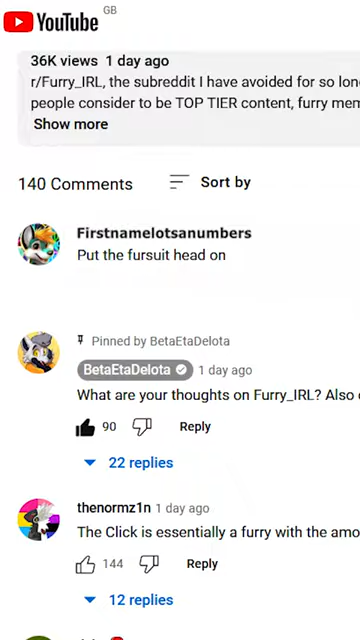 YouTube GB
36K views 1 day ago
r/Furry_IRL, the subreddit I have avoided for so
people consider to be TOP TIER content, furry
Show more
140 Comments Sort by
Firstnamelotsanumbers
Put the fursuit head on
Pinned by BetaEtaDelota
BetaEtaDelota 1 day ago
What are your thoughts on Furry_IRL? Also
90 Reply
22 replies
thenormz1n 1 day ago
The Click is essentially a furry with the
144 Reply
12 replies